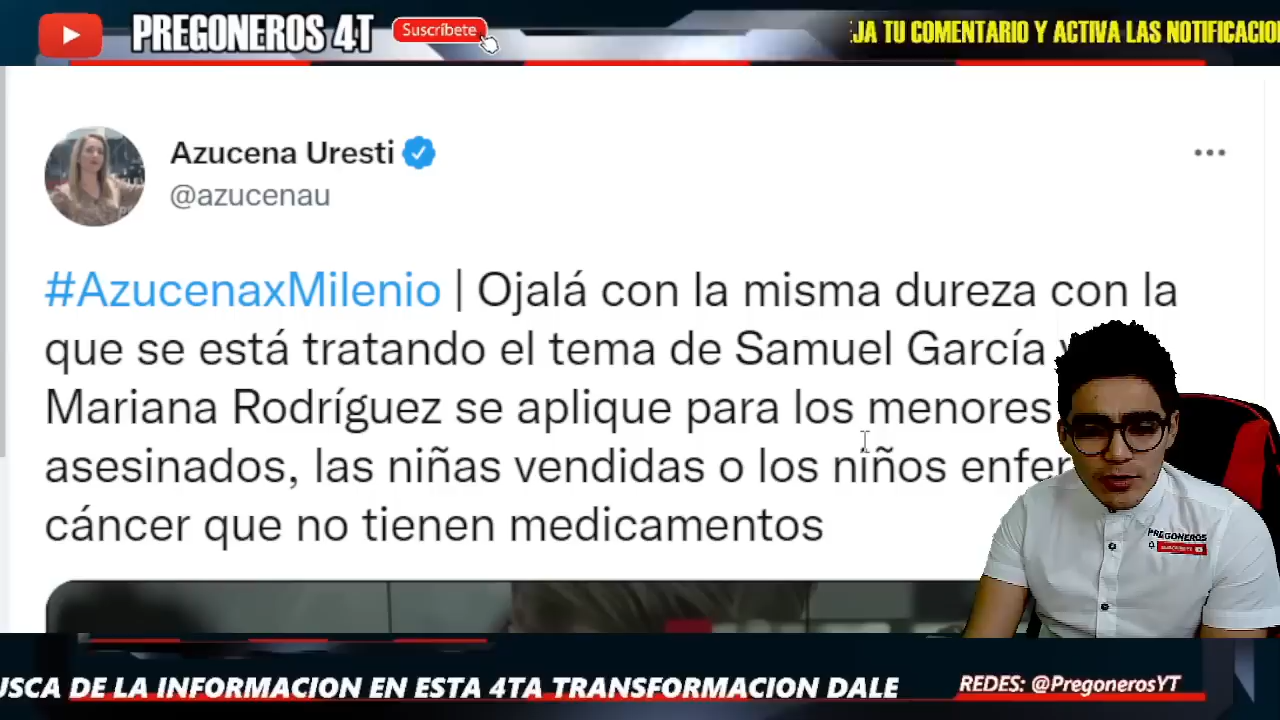 PREGONEROS 4T
Suscríbete
JA TU COMENTARIO Y ACTIVA LAS
Azucena Uresti
@azucenau
#AzucenaxMilenio | Ojalá con la misma dureza con la
que se está tratando el tema de Samuel García
Mariana Rodríguez se aplique para los menores
asesinados, las niñas vendidas o los niños
cáncer que no tienen medicamentos
PREGONEROS
SUSCRIBETE
DE LA INFORMACION EN ESTA 4TA TRANSFORMACION DALE
REDES: @PregonerosYT